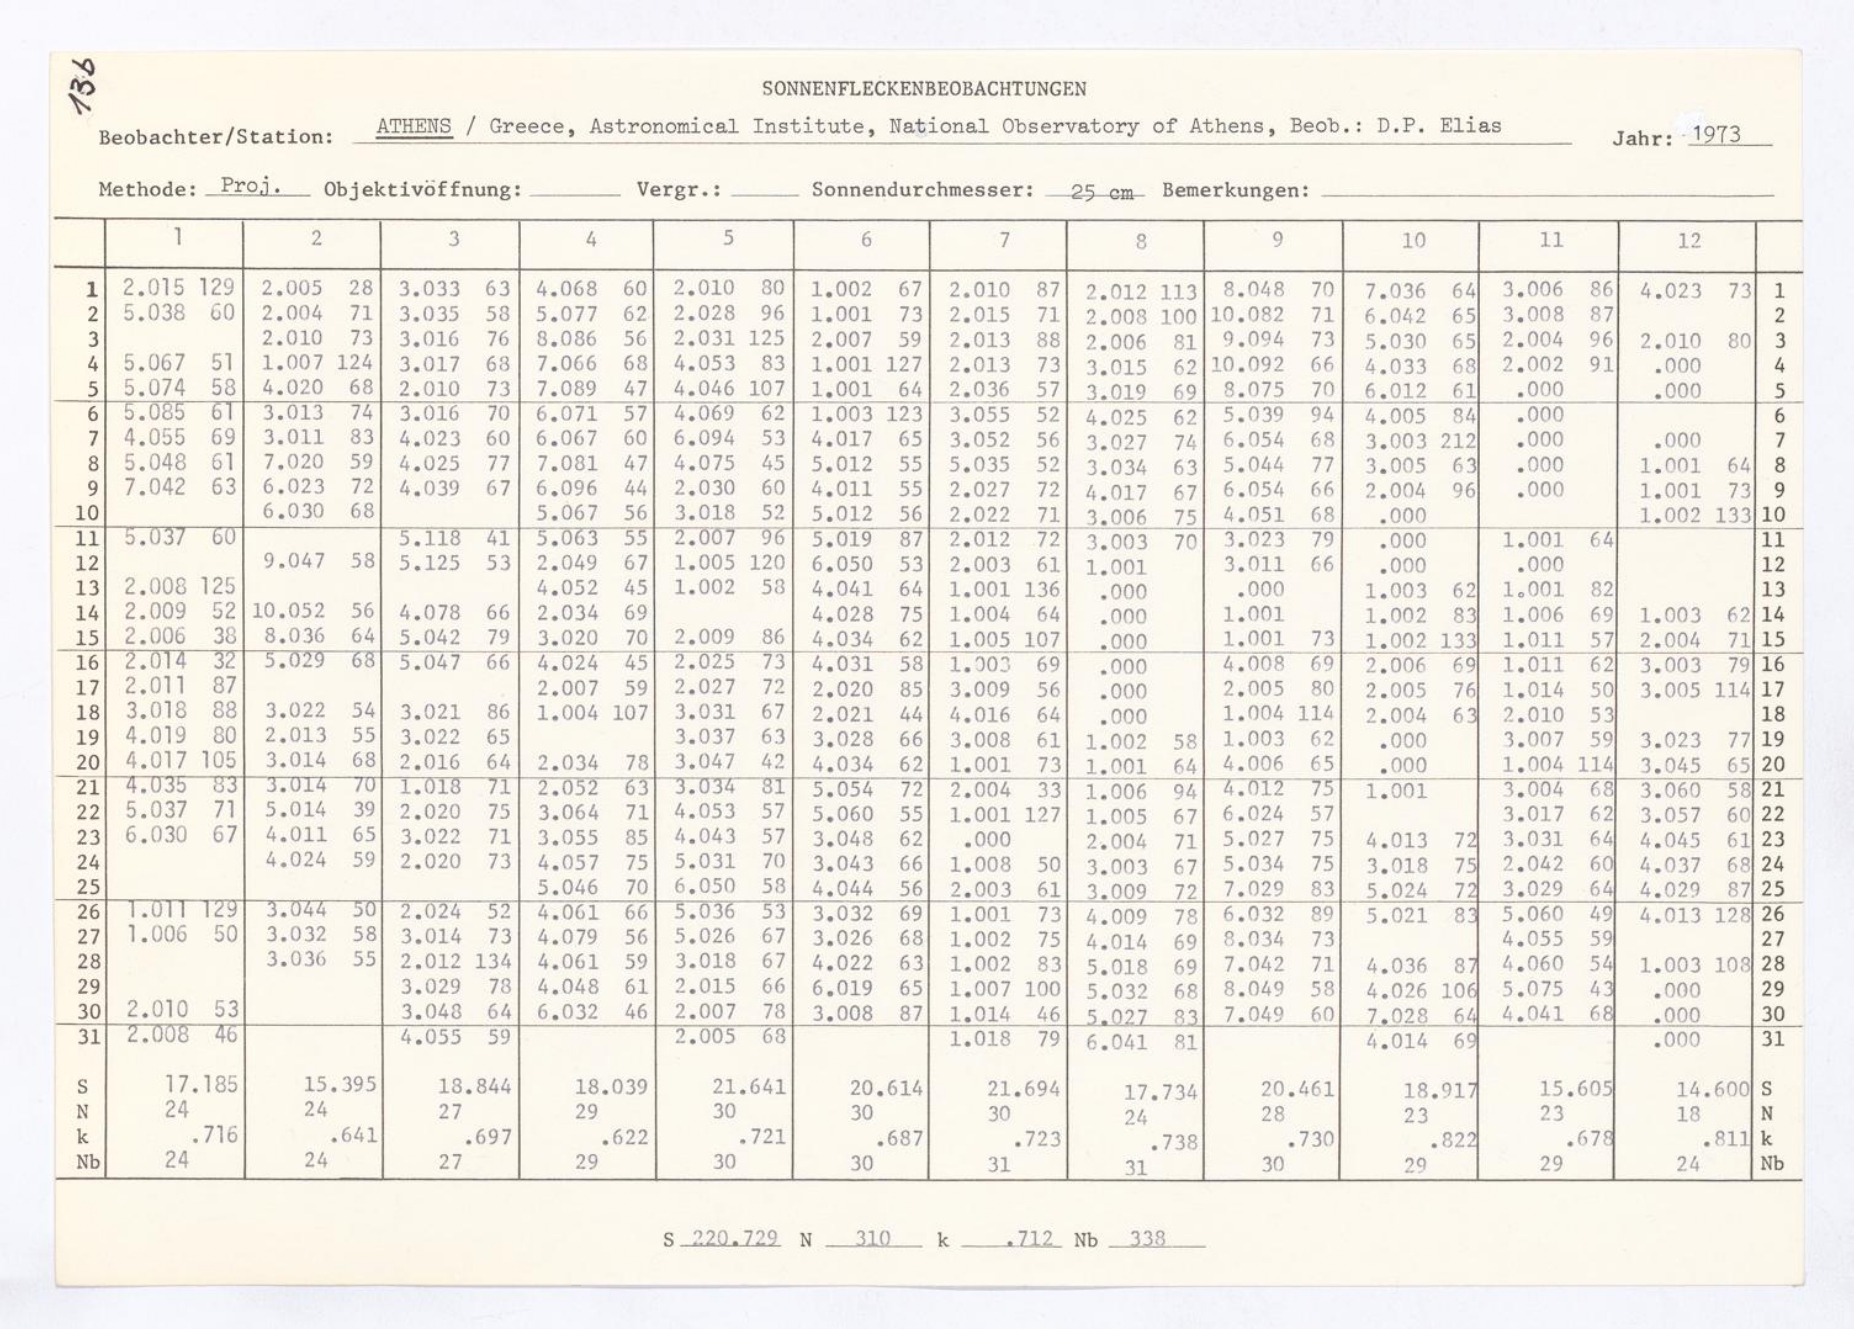 136
SONNENFLECKENBEOBACHTUNGEN
Beobachter/Station: ATHENS / Greece, Astronomical Institute, National Observatory of Athens, Beob.: D.P. Elias Jahr: 1973
Methode: Proj. Objektivöffnung: Vergr.: Sonnendurchmesser: 25 cm Bemerkungen:
1 2 3 4 5 6 7 8 9 10 11 12
1 2.015 129 2.005 28 3.033 63 4.068 60 2.010 80 1.002 67 2.010 87 2.012 113 8.048 70 7.036 64 3.006 86 4.023 73 1
2 5.038 60 2.004 71 3.035 58 5.077 62 2.028 96 1.001 73 2.015 71 2.008 100 10.082 71 6.042 65 3.008 87 2
3 2.010 73 3.016 76 8.086 56 2.031 125 2.007 59 2.013 88 2.006 81 9.094 73 5.030 65 2.004 96 2.010 80 3
4 5.067 51 1.007 124 3.017 68 7.066 68 4.053 83 1.001 127 2.013 73 3.015 62 10.092 66 4.033 68 2.002 91 .000 4
5 5.074 58 4.020 68 2.010 73 7.089 47 4.046 107 1.001 64 2.036 57 3.019 69 8.075 70 6.012 61 .000 .000 5
6 5.085 61 3.013 74 3.016 70 6.071 57 4.069 62 1.003 123 3.055 52 4.025 62 5.039 94 4.005 84 .000 6
7 4.055 69 3.011 83 4.023 60 6.067 60 6.094 53 4.017 65 3.052 56 3.027 74 6.054 68 3.003 212 .000 .000 7
8 5.048 61 7.020 59 4.025 77 7.081 47 4.075 45 5.012 55 5.035 52 3.034 63 5.044 77 3.005 63 .000 1.001 64 8
9 7.042 63 6.023 72 4.039 67 6.096 44 2.030 60 4.011 55 2.027 72 4.017 67 6.054 66 2.004 96 .000 1.001 73 9
10 6.030 68 5.067 56 3.018 52 5.012 56 2.022 71 3.006 75 4.051 68 .000 1.002 133 10
11 5.037 60 5.118 41 5.063 55 2.007 96 5.019 87 2.012 72 3.003 70 3.023 79 .000 1.001 64 11
12 9.047 58 5.125 53 2.049 67 1.005 120 6.050 53 2.003 61 1.001 3.011 66 .000 .000 12
13 2.008 125 4.052 45 1.002 58 4.041 64 1.001 136 .000 .000 1.003 62 1.001 82 13
14 2.009 52 10.052 56 4.078 66 2.034 69 4.028 75 1.004 64 .000 1.001 1.002 83 1.006 69 1.003 62 14
15 2.006 38 8.036 64 5.042 79 3.020 70 2.009 86 4.034 62 1.005 107 .000 1.001 73 1.002 133 1.011 57 2.004 71 15
16 2.014 32 5.029 68 5.047 66 4.024 45 2.025 73 4.031 58 1.003 69 .000 4.008 69 2.006 69 1.011 62 3.003 79 16
17 2.011 87 2.007 59 2.027 72 2.020 85 3.009 56 .000 2.005 80 2.005 76 1.014 50 3.005 114 17
18 3.018 88 3.022 54 3.021 86 1.004 107 3.031 67 2.021 44 4.016 64 .000 1.004 114 2.004 63 2.010 53 18
19 4.019 80 2.013 55 3.022 65 3.037 63 3.028 66 3.008 61 1.002 58 1.003 62 .000 3.007 59 3.023 77 19
20 4.017 105 3.014 68 2.016 64 2.034 78 3.047 42 4.034 62 1.001 73 1.001 64 4.006 65 .000 1.004 114 3.045 65 20
21 4.035 83 3.014 70 1.018 71 2.052 63 3.034 81 5.054 72 2.004 33 1.006 94 4.012 75 1.001 3.004 68 3.060 58 21
22 5.037 71 5.014 39 2.020 75 3.064 71 4.053 57 5.060 55 1.001 127 1.005 67 6.024 57 3.017 62 3.057 60 22
23 6.030 67 4.011 65 3.022 71 3.055 85 4.043 57 3.048 62 .000 2.004 71 5.027 75 4.013 72 3.031 64 4.045 61 23
24 4.024 59 2.020 73 4.057 75 5.031 70 3.043 66 1.008 50 3.003 67 5.034 75 3.018 75 2.042 60 4.037 68 24
25 5.046 70 6.050 58 4.044 56 2.003 61 3.009 72 7.029 83 5.024 72 3.029 64 4.029 87 25
26 1.011 129 3.044 50 2.024 52 4.061 66 5.036 53 3.032 69 1.001 73 4.009 78 6.032 89 5.021 83 5.060 49 4.013 128 26
27 1.006 50 3.032 58 3.014 73 4.079 56 5.026 67 3.026 68 1.002 75 4.014 69 8.034 73 4.055 59 27
28 3.036 55 2.012 134 4.061 59 3.018 67 4.022 63 1.002 83 5.018 69 7.042 71 4.036 87 4.060 54 1.003 108 28
29 3.029 78 4.048 61 2.015 66 6.019 65 1.007 100 5.032 68 8.049 58 4.026 106 5.075 43 .000 29
30 2.010 53 3.048 64 6.032 46 2.007 78 3.008 87 1.014 46 5.027 83 7.049 60 7.028 64 4.041 68 .000 30
31 2.008 46 4.055 59 2.005 68 1.018 79 6.041 81 4.014 69 .000 31
S 17.185 15.395 18.844 18.039 21.641 20.614 21.694 17.734 20.461 18.917 15.605 14.600 S
N 24 24 27 29 30 30 30 24 28 23 23 18 N
k .716 .641 .697 .622 .721 .687 .723 .738 .730 .822 .678 .811 k
Nb 24 24 27 29 30 30 31 31 30 29 29 24 Nb
S 220.729 N 310 k .712 Nb 338